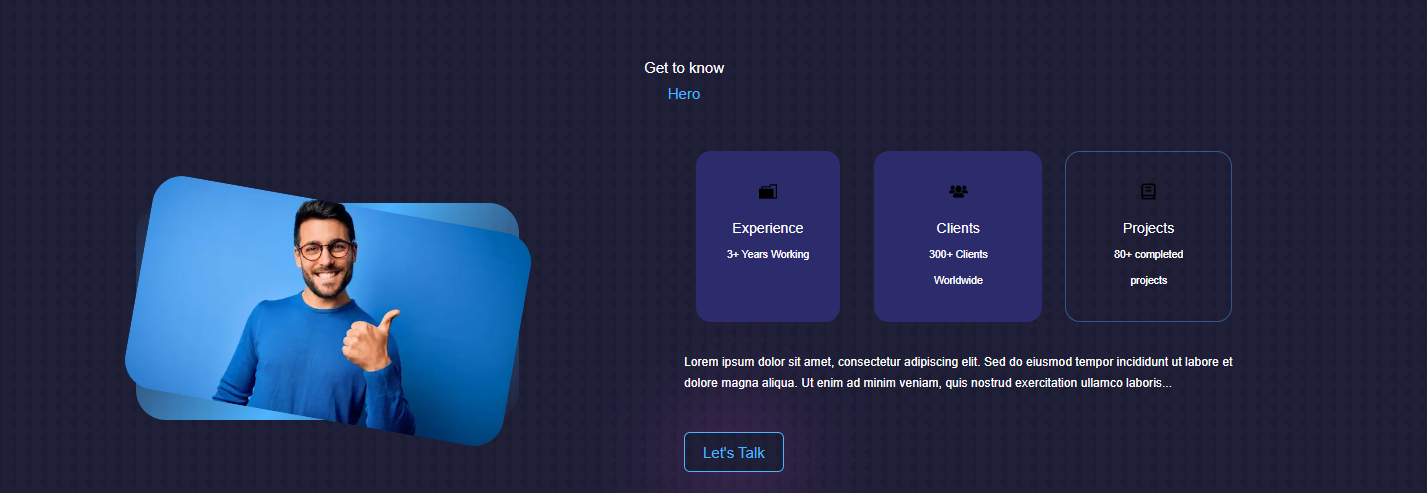 Get to know
Hero
Experience
3+ Years Working
Clients
300+ Clients
Worldwide
Projects
80+ completed
projects
Lorem ipsum dolor sit amet, consectetur adipiscing elit. Sed do eiusmod tempor incididunt ut labore et
dolore magna aliqua. Ut enim ad minim veniam, quis nostrud exercitation ullamco laboris...
Let's Talk